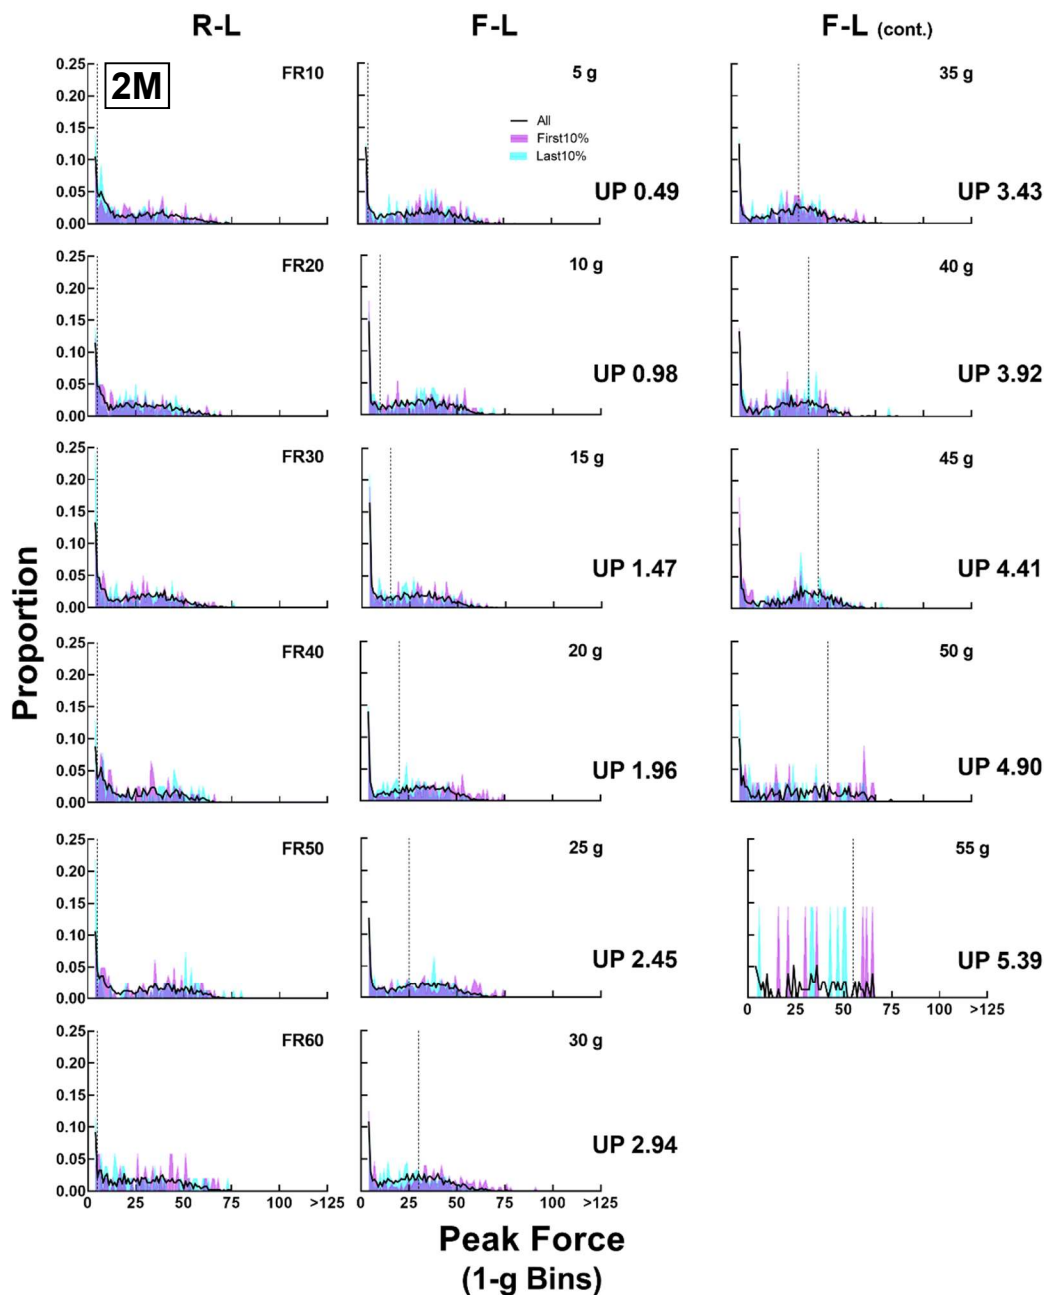 R-L F-L F-L (cont.)
2M
Proportion
0.25 FR10 5 g 35 g
0.20 All
0.15 First10%
0.10 Last10%
0.05 UP 0.49 UP 3.43
0.00
0.25 FR20 10 g 40 g
0.20
0.15
0.10 UP 0.98 UP 3.92
0.05
0.00
0.25 FR30 15 g 45 g
0.20
0.15
0.10
0.05 UP 1.47 UP 4.41
0.00
0.25 FR40 20 g 50 g
0.20
0.15
0.10
0.05 UP 1.96 UP 4.90
0.00
0.25 FR50 25 g 55 g
0.20
0.15
0.10
0.05 UP 2.45 UP 5.39
0.00
0 25 50 75 100 >125
0.25 FR60 30 g
0.20
0.15
0.10 UP 2.94
0.05
0.00
0 25 50 75 100 >125 0 25 50 75 100 >125
Peak Force
(1-g Bins)